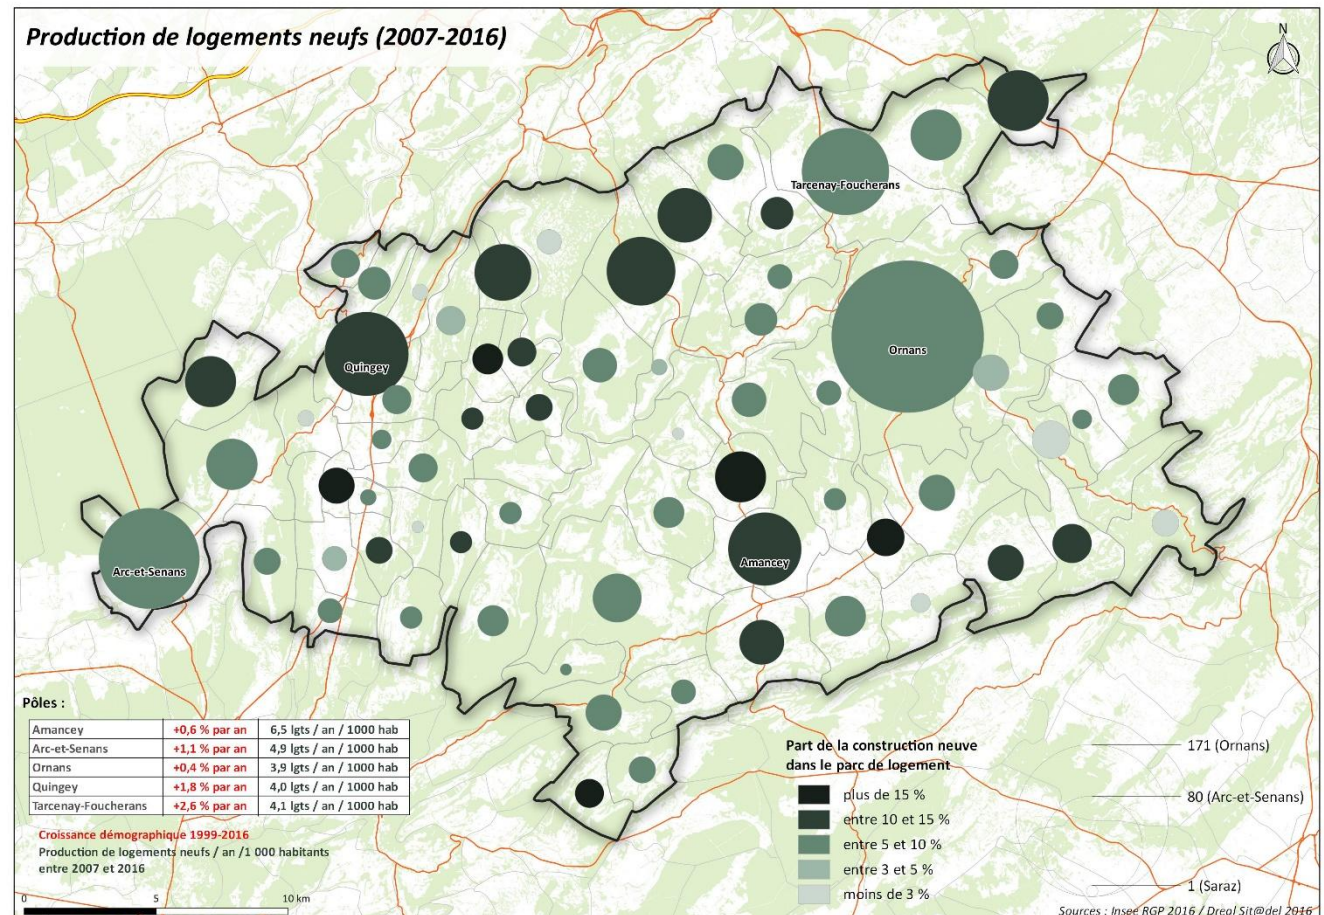 Production de logements neufs (2007-2016)
N
Tarcenay-Foucherans
Quingey
Ornans
Arc-et-Senans
Amancey
Pôles :
Amancey +0,6 % par an 6,5 lgts / an / 1000 hab
Arc-et-Senans +1,1 % par an 4,9 lgts / an / 1000 hab
Ornans +0,4 % par an 3,9 lgts / an / 1000 hab
Quingey +1,8 % par an 4,0 lgts / an / 1000 hab
Tarcenay-Foucherans +2,6 % par an 4,1 lgts / an / 1000 hab
Croissance démographique 1999-2016
Production de logements neufs / an /1 000 habitants
entre 2007 et 2016
0 5 10 km
Part de la construction neuve
dans le parc de logement
plus de 15 %
entre 10 et 15 %
entre 5 et 10 %
entre 3 et 5 %
moins de 3 %
171 (Ornans)
80 (Arc-et-Senans)
1 (Saraz)
Sources : Insee RGP 2016 / Dreal Sit@del 2016